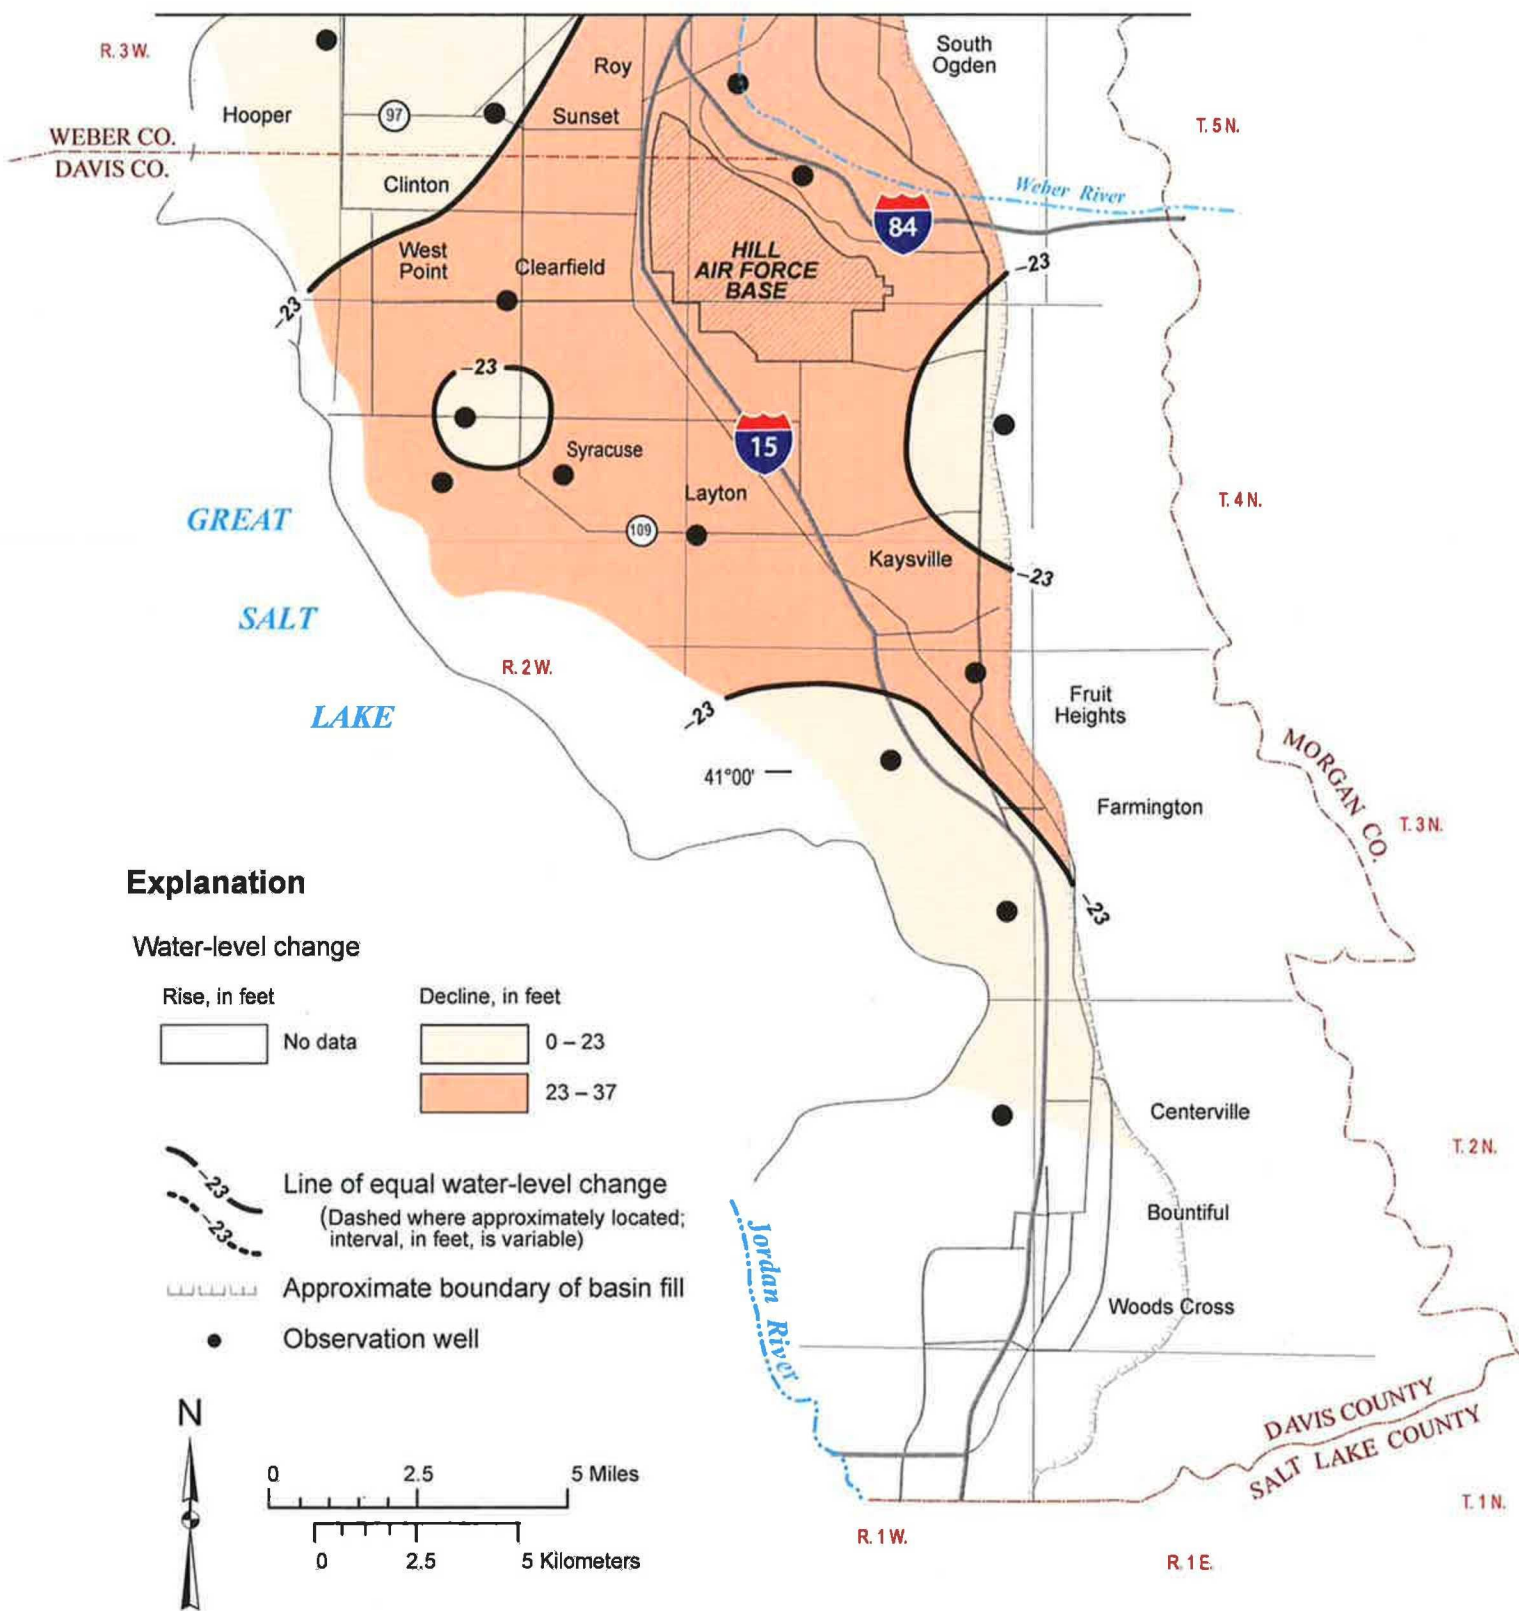 R. 3 W.
South
Ogden
Roy
Hooper
97
Sunset
T. 5 N.
WEBER CO.
DAVIS CO.
Clinton
Weber River
84
West
Point
Clearfield
HILL
AIR FORCE
BASE
–23
–23
–23
15
Syracuse
Layton
T. 4 N.
GREAT
109
Kaysville
–23
SALT
R. 2 W.
Fruit
Heights
LAKE
–23
MORGAN CO.
41°00'
Farmington
T. 3 N.
–23
Explanation
Water-level change
Rise, in feet
Decline, in feet
No data
0 – 23
23 – 37
Centerville
T. 2 N.
–23
Line of equal water-level change
–23
(Dashed where approximately located;
interval, in feet, is variable)
Bountiful
Jordan River
Approximate boundary of basin fill
Woods Cross
Observation well
N
DAVIS COUNTY
SALT LAKE COUNTY
0 2.5 5 Miles
0 2.5 5 Kilometers
T. 1 N.
R. 1 W.
R. 1 E.